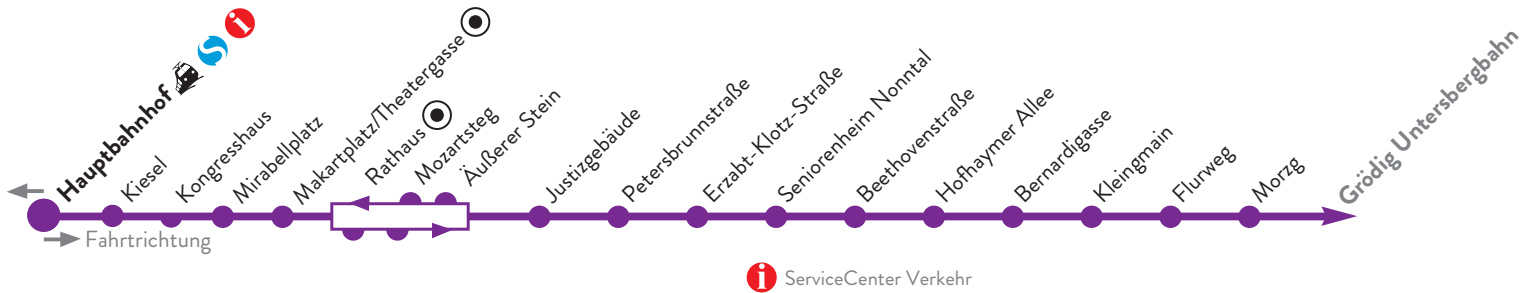 Hauptbahnhof
Kiesel
Kongresshaus
Mirabellplatz
Makartplatz/Theatergasse
Rathaus
Mozartsteg
Äußerer Stein
Justizgebäude
Petersbrunnstraße
Erzabt-Klotz-Straße
Seniorenheim Nonntal
Beethovenstraße
Hofhaymer Allee
Bernardigasse
Kleingmain
Flurweg
Morzg
Grödig Untersbergbahn
Fahrtrichtung
i ServiceCenter Verkehr